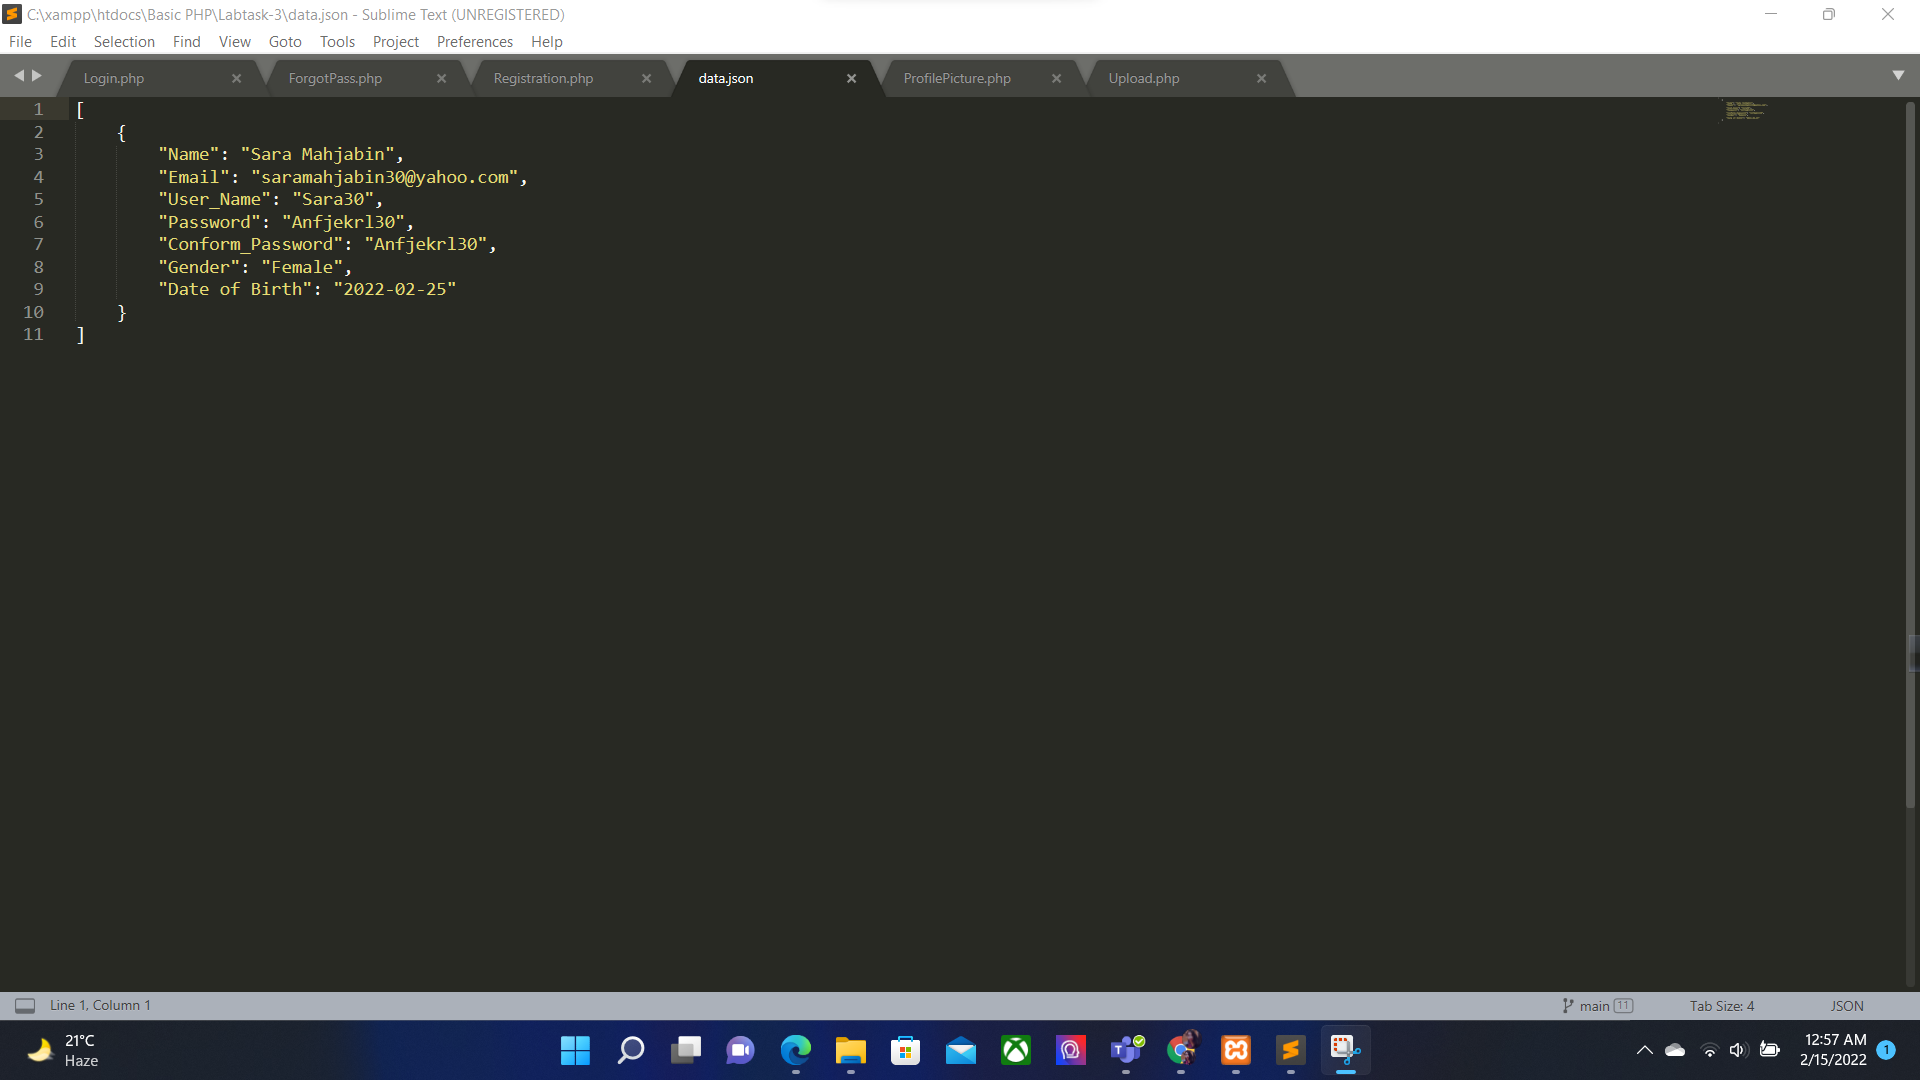 C:\xampp\htdocs\Basic PHP\Labtask-3\data.json - Sublime Text (UNREGISTERED)
File Edit Selection Find View Goto Tools Project Preferences Help
Login.php ForgotPass.php Registration.php data.json ProfilePicture.php Upload.php
1 [
2 {
3 "Name": "Sara Mahjabin",
4 "Email": "saramahjabin30@yahoo.com",
5 "User_Name": "Sara30",
6 "Password": "Anfjekrl30",
7 "Conform_Password": "Anfjekrl30",
8 "Gender": "Female",
9 "Date of Birth": "2022-02-25"
10 }
11 ]
Line 1, Column 1 main 11 Tab Size: 4 JSON
21°C
Haze
12:57 AM
2/15/2022
1